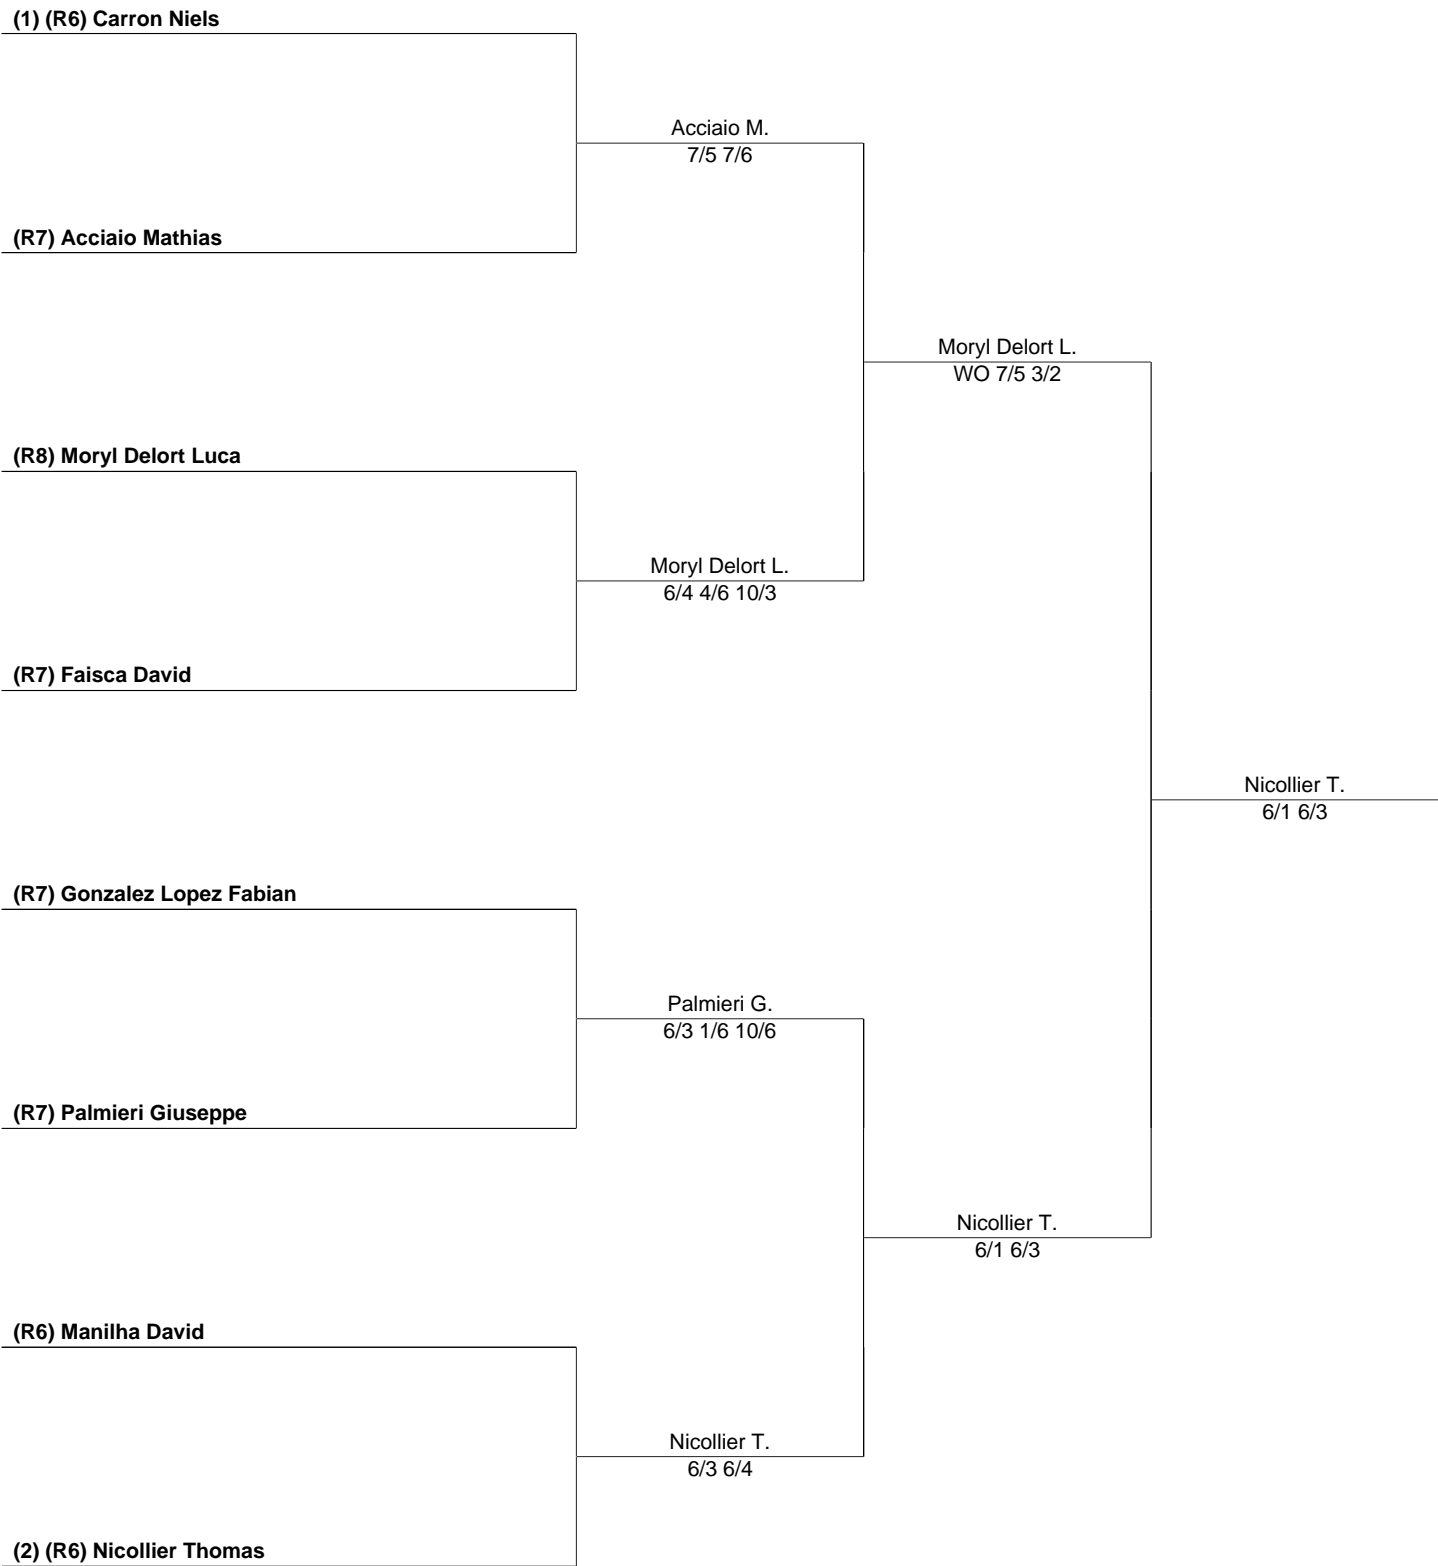 (1) (R6) Carron Niels
Acciaio M.
7/5 7/6
(R7) Acciaio Mathias
Moryl Delort L.
WO 7/5 3/2
(R8) Moryl Delort Luca
Moryl Delort L.
6/4 4/6 10/3
(R7) Faisca David
Nicollier T.
6/1 6/3
(R7) Gonzalez Lopez Fabian
Palmieri G.
6/3 1/6 10/6
(R7) Palmieri Giuseppe
Nicollier T.
6/1 6/3
(R6) Manilha David
Nicollier T.
6/3 6/4
(2) (R6) Nicollier Thomas